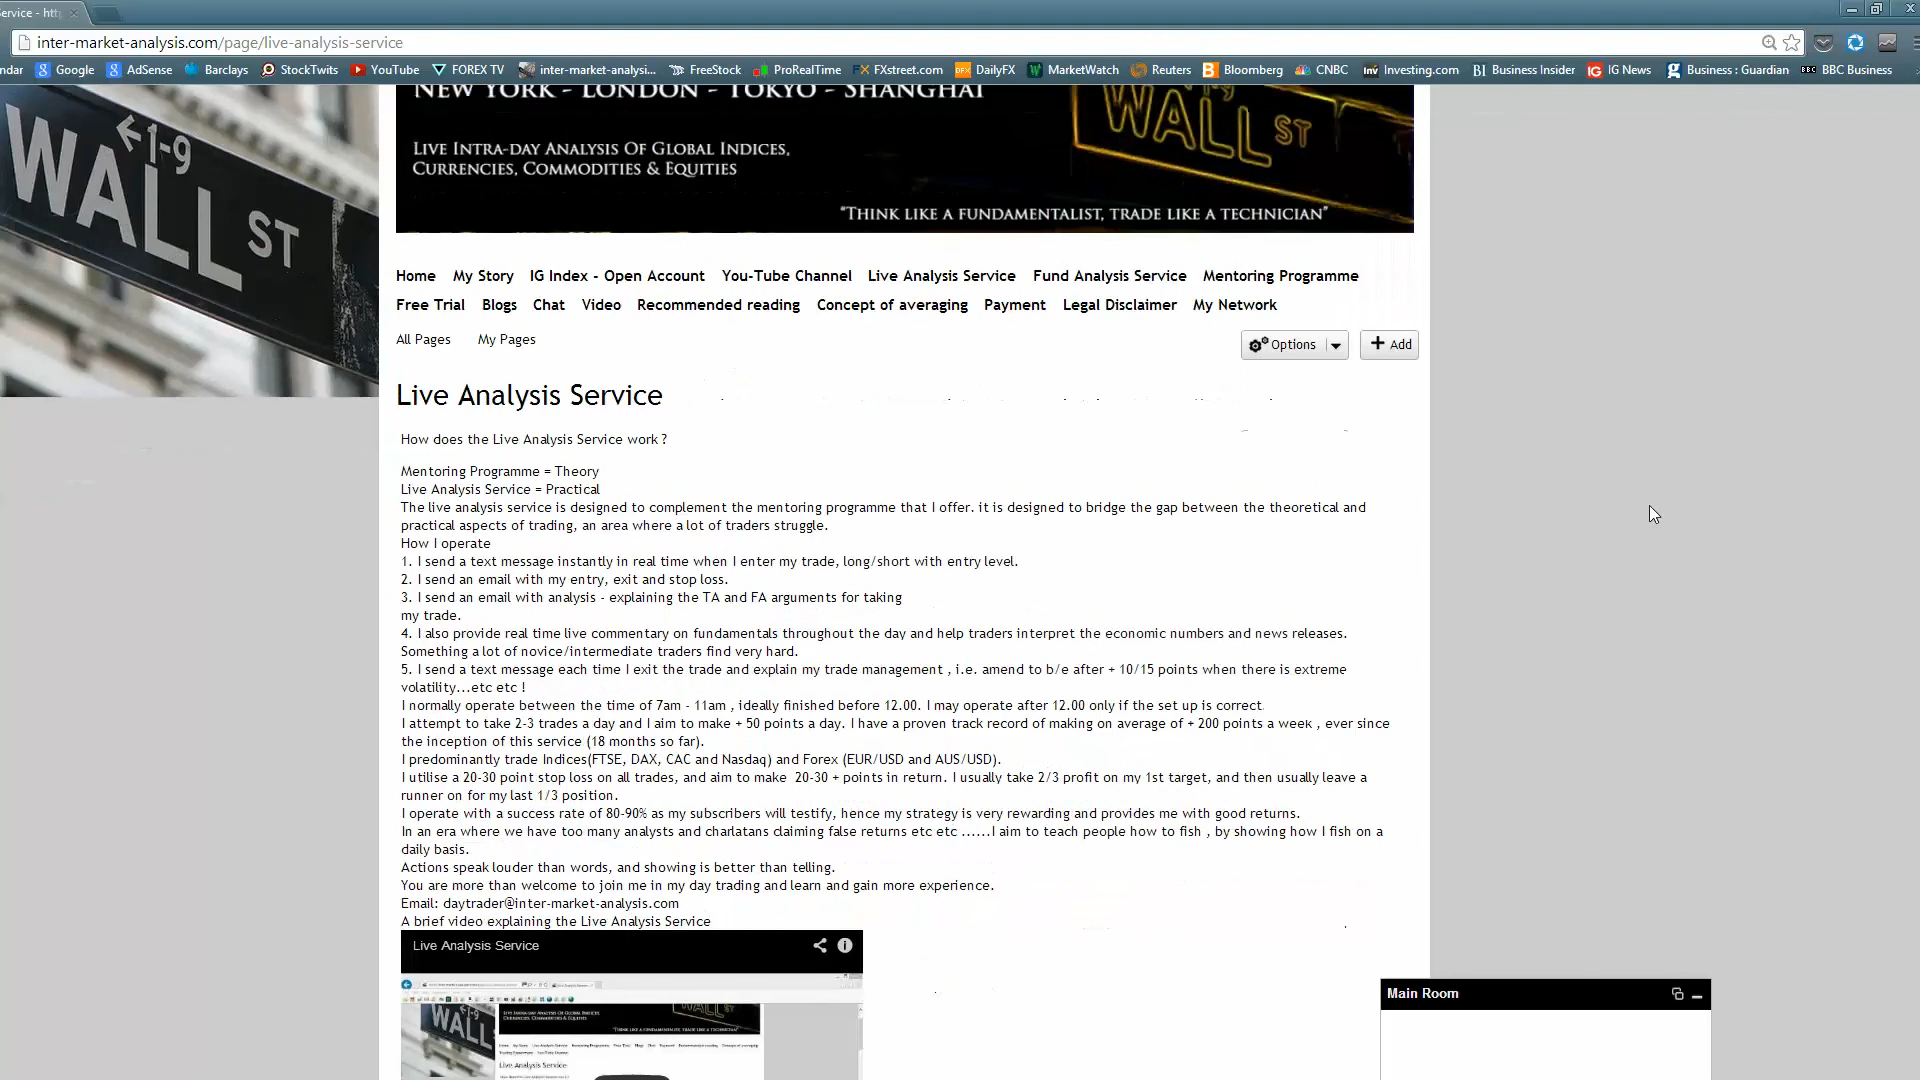 Service - htt
inter-market-analysis.com/page/live-analysis-service
ndar Google AdSense Barclays StockTwits YouTube FOREX TV inter-market-analysi... FreeStock ProRealTime FXstreet.com DailyFX MarketWatch Reuters Bloomberg CNBC Investing.com Business Insider IG News Business : Guardian BBC Business
NEW YORK - LONDON - TOKYO - SHANGHAI
LIVE INTRA-DAY ANALYSIS OF GLOBAL INDICES,
CURRENCIES, COMMODITIES & EQUITIES
"THINK LIKE A FUNDAMENTALIST, TRADE LIKE A TECHNICIAN"
WALL ST
1-9
WALL ST
Home My Story IG Index - Open Account You-Tube Channel Live Analysis Service Fund Analysis Service Mentoring Programme
Free Trial Blogs Chat Video Recommended reading Concept of averaging Payment Legal Disclaimer My Network
All Pages My Pages
Options Add
Live Analysis Service
How does the Live Analysis Service work ?
Mentoring Programme = Theory
Live Analysis Service = Practical
The live analysis service is designed to complement the mentoring programme that I offer. it is designed to bridge the gap between the theoretical and
practical aspects of trading, an area where a lot of traders struggle.
How I operate
1. I send a text message instantly in real time when I enter my trade, long/short with entry level.
2. I send an email with my entry, exit and stop loss.
3. I send an email with analysis - explaining the TA and FA arguments for taking
my trade.
4. I also provide real time live commentary on fundamentals throughout the day and help traders interpret the economic numbers and news releases.
Something a lot of novice/intermediate traders find very hard.
5. I send a text message each time I exit the trade and explain my trade management , i.e. amend to b/e after + 10/15 points when there is extreme
volatility...etc etc !
I normally operate between the time of 7am - 11am , ideally finished before 12.00. I may operate after 12.00 only if the set up is correct.
I attempt to take 2-3 trades a day and I aim to make + 50 points a day. I have a proven track record of making on average of + 200 points a week , ever since
the inception of this service (18 months so far).
I predominantly trade Indices(FTSE, DAX, CAC and Nasdaq) and Forex (EUR/USD and AUS/USD).
I utilise a 20-30 point stop loss on all trades, and aim to make 20-30 + points in return. I usually take 2/3 profit on my 1st target, and then usually leave a
runner on for my last 1/3 position.
I operate with a success rate of 80-90% as my subscribers will testify, hence my strategy is very rewarding and provides me with good returns.
In an era where we have too many analysts and charlatans claiming false returns etc etc ......I aim to teach people how to fish , by showing how I fish on a
daily basis.
Actions speak louder than words, and showing is better than telling.
You are more than welcome to join me in my day trading and learn and gain more experience.
Email: daytrader@inter-market-analysis.com
A brief video explaining the Live Analysis Service
Live Analysis Service
WALL
Live Analysis Service
Main Room